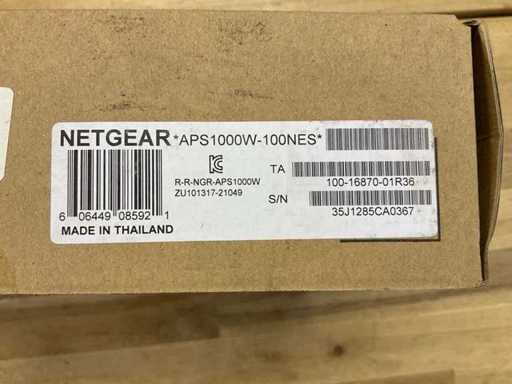 NETGEAR *APS1000W-100NES*
R-R-NGR-APS1000W
ZU101317-21049
TA
100-16870-01R36
S/N
35J1285CA0367
6 06449 08592 1
MADE IN THAILAND